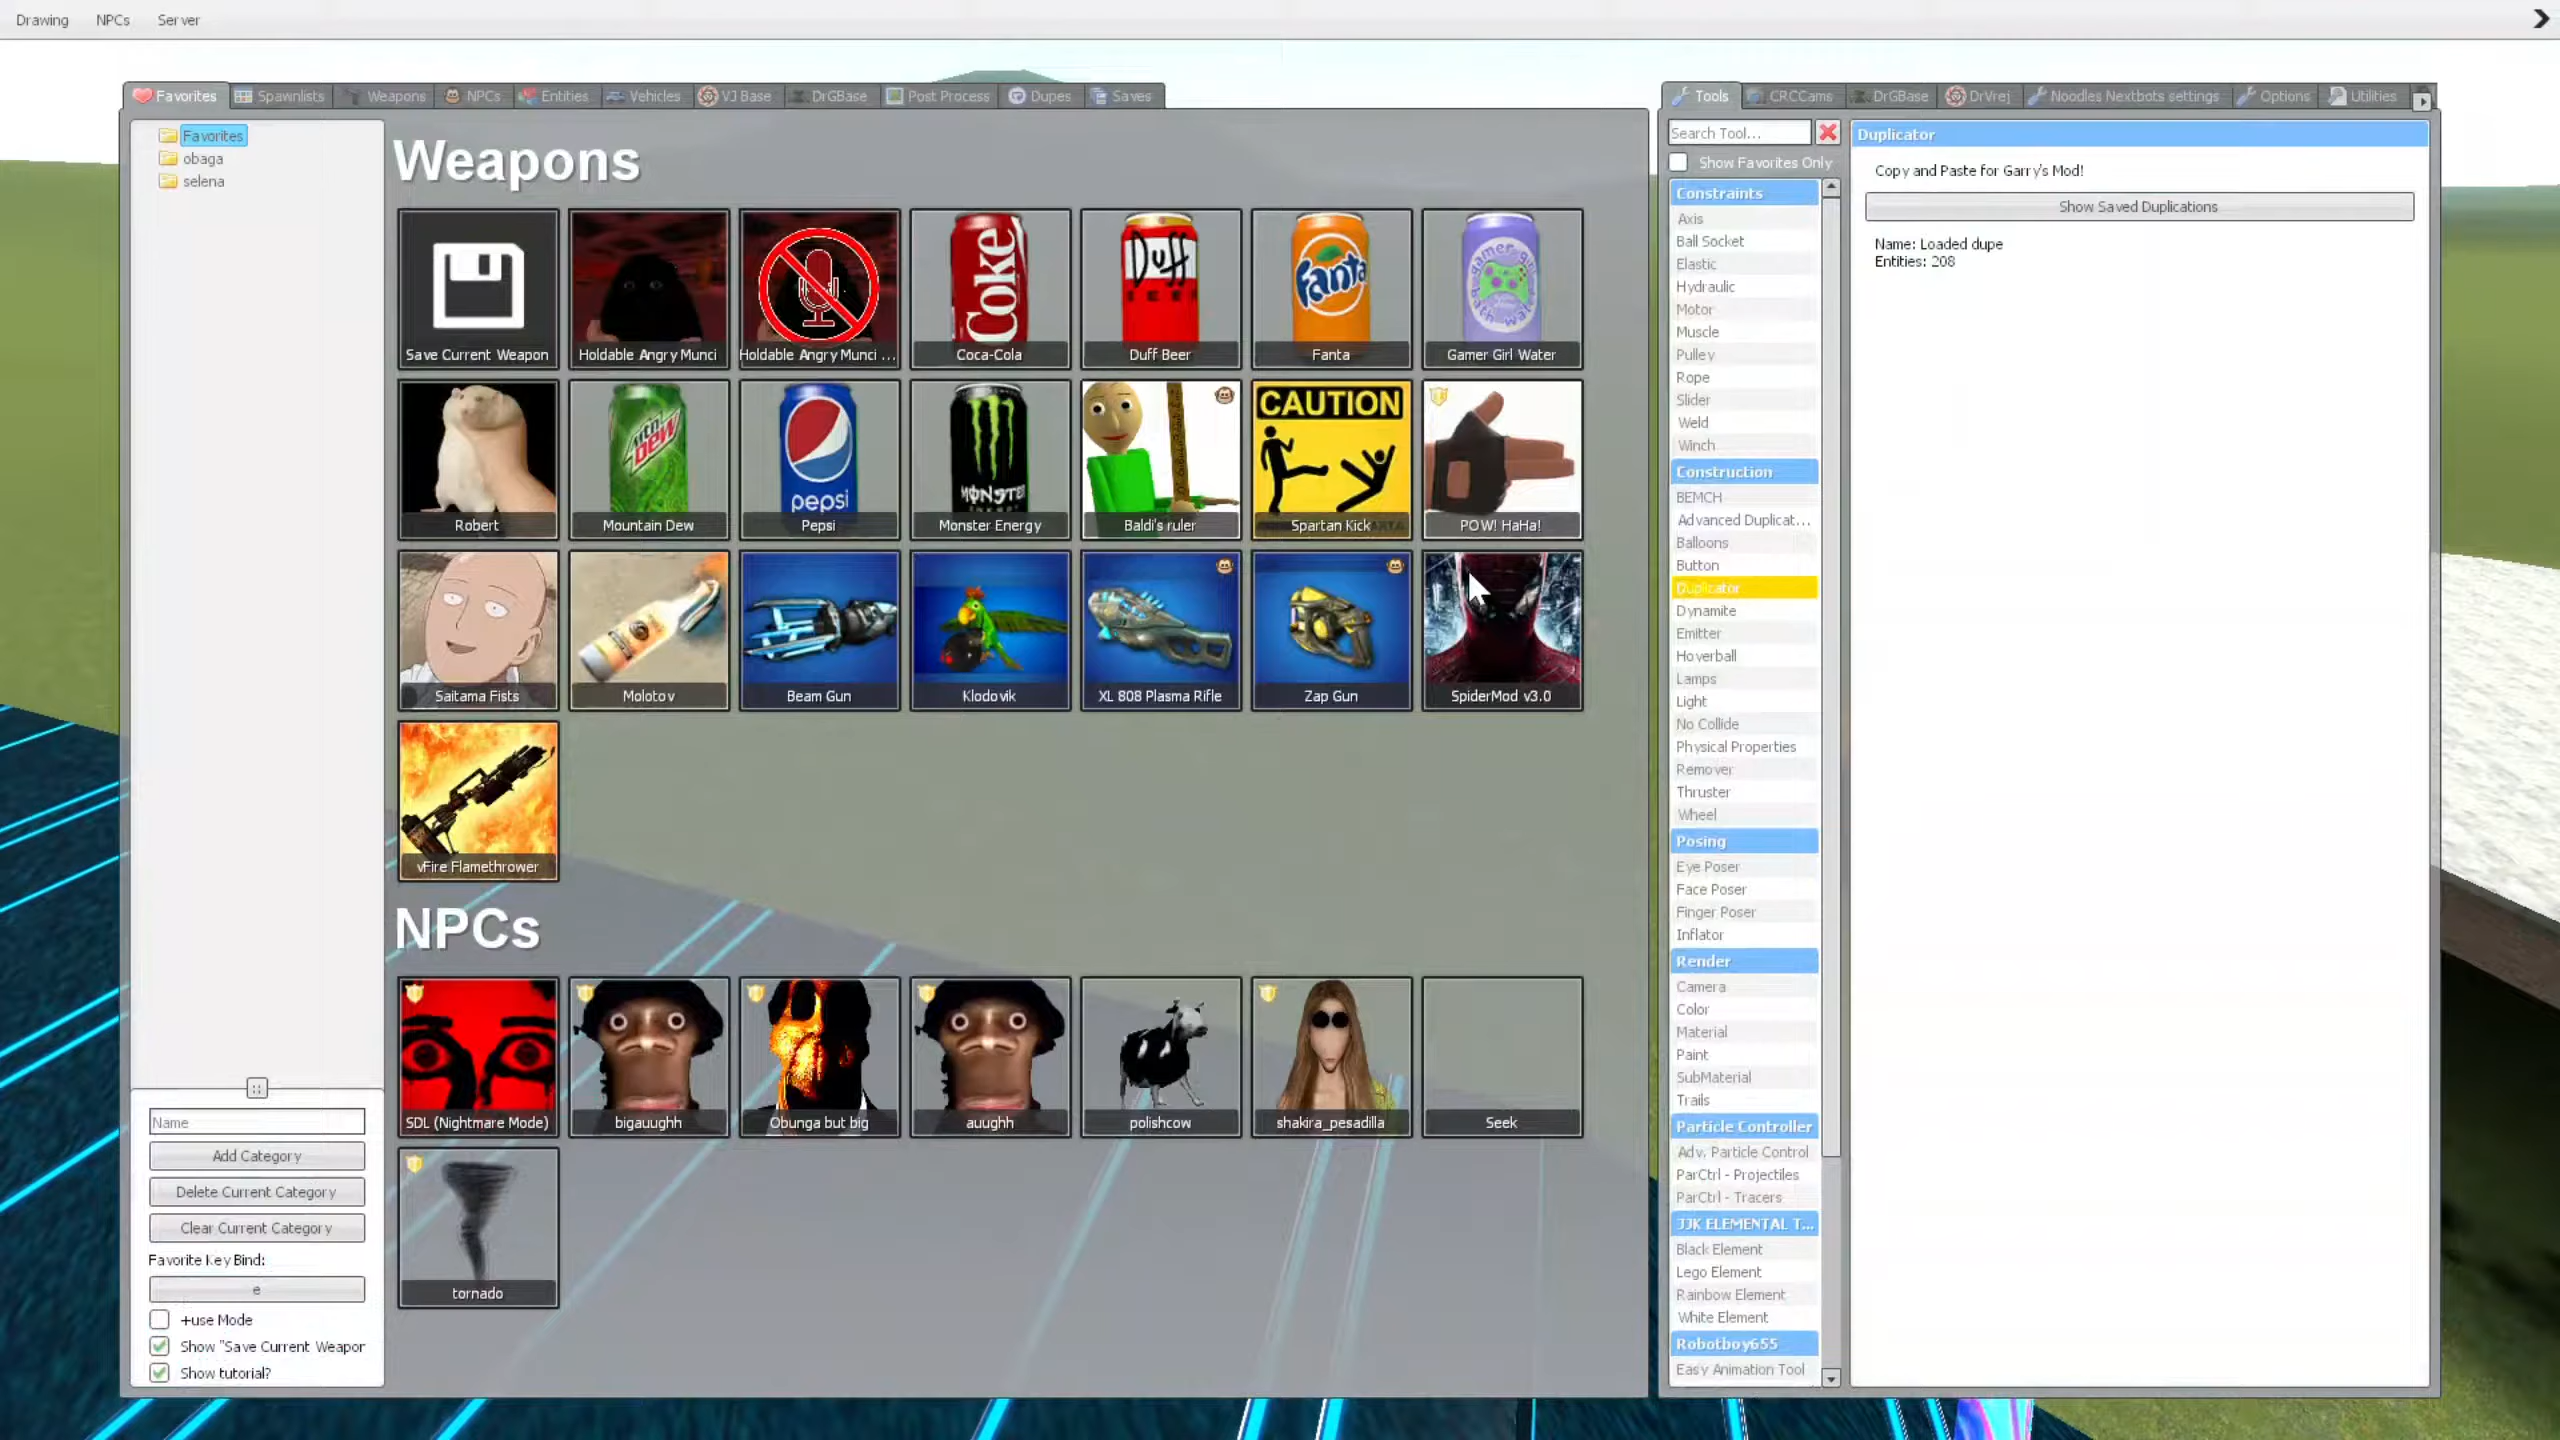 Drawing NPCs Server
Favorites Spawnlists Weapons NPCs Entities Vehicles VJ Base DrGBase Post Process Dupes Saves
Favorites
obaga
selena
Weapons
Save Current Weapon Holdable Angry Munci Holdable Angry Munci ... Coca-Cola Duff Beer Fanta Gamer Girl Water
Robert Mountain Dew Pepsi Monster Energy Baldi's ruler Spartan Kick POW! HaHa!
Saitama Fists Molotov Beam Gun Klodovik XL 808 Plasma Rifle Zap Gun SpiderMod v3.0
vFire Flamethrower
NPCs
SDL (Nightmare Mode) bigauughh Obunga but big auughh polishcow shakira_pesadilla Seek
tornado
Coke
Duff
Fanta
mtn DEW
pepsi
MONSTER
CAUTION
Name
Add Category
Delete Current Category
Clear Current Category
Favorite Key Bind:
e
+use Mode
Show "Save Current Weapor
Show tutorial?
Tools CRCCams DrGBase DrVrej Noodles Nextbots settings Options Utilities
Search Tool...
Show Favorites Only
Constraints
Axis
Ball Socket
Elastic
Hydraulic
Motor
Muscle
Pulley
Rope
Slider
Weld
Winch
Construction
BEMCH
Advanced Duplicat...
Balloons
Button
Duplicator
Dynamite
Emitter
Hoverball
Lamps
Light
No Collide
Physical Properties
Remover
Thruster
Wheel
Posing
Eye Poser
Face Poser
Finger Poser
Inflator
Render
Camera
Color
Material
Paint
SubMaterial
Trails
Particle Controller
Adv. Particle Control
ParCtrl - Projectiles
ParCtrl - Tracers
JJK ELEMENTAL T...
Black Element
Lego Element
Rainbow Element
White Element
Robotboy655
Easy Animation Tool
Duplicator
Copy and Paste for Garry's Mod!
Show Saved Duplications
Name: Loaded dupe
Entities: 208